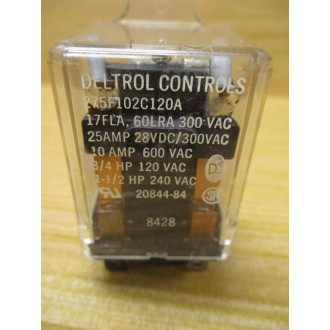 DELTROL CONTROLS
275F102C120A
17FLA, 60LRA 300 VAC
25AMP 28VDC/300VAC
10 AMP 600 VAC
3/4 HP 120 VAC
1-1/2 HP 240 VAC
20844-84
8428